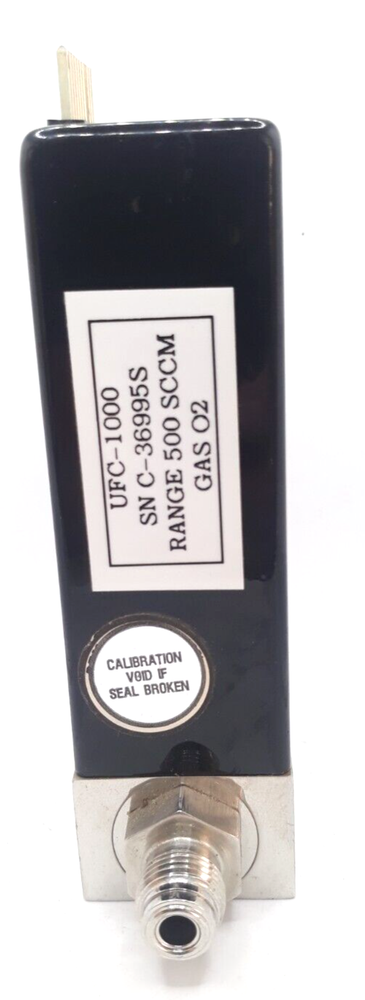 UFC-1000
SN C-36995S
RANGE 500 SCCM
GAS O2
CALIBRATION
VOID IF
SEAL BROKEN